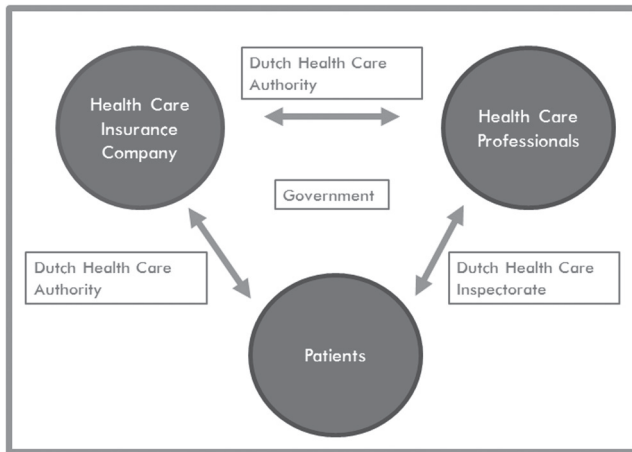 Dutch Health Care
Authority
Health Care
Insurance
Company
Health Care
Professionals
Government
Dutch Health Care
Authority
Dutch Health Care
Inspectorate
Patients